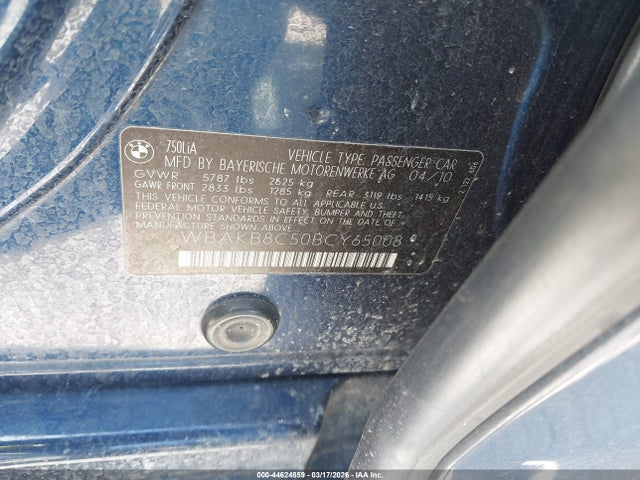 750LiA
VEHICLE TYPE: PASSENGER CAR
MFD BY BAYERISCHE MOTORENWERKE AG 04/10
GVWR 5787 lbs 2625 kg
GAWR FRONT 2833 lbs 1285 kg REAR 3119 lbs 1415 kg
THIS VEHICLE CONFORMS TO ALL APPLICABLE
FEDERAL MOTOR VEHICLE SAFETY, BUMPER AND THEFT
PREVENTION STANDARDS IN EFFECT ON THE DATE OF
MANUFACTURE SHOWN ABOVE.
*WBAKB8C50BCY65008*
000-44624859 | 03/17/2026 | IAAI.COM